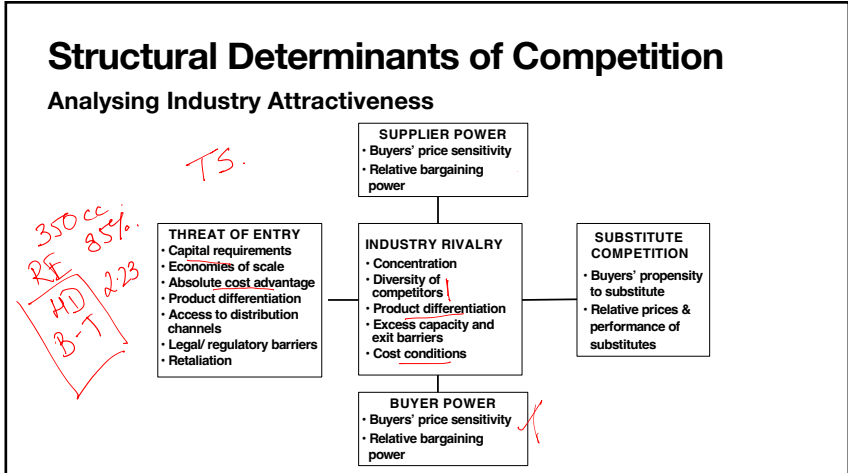 Structural Determinants of Competition
Analysing Industry Attractiveness
SUPPLIER POWER
· Buyers' price sensitivity
· Relative bargaining
power
TS.
350 cc
85%.
RE
2.23
HD
B-T
THREAT OF ENTRY
· Capital requirements
· Economies of scale
· Absolute cost advantage
· Product differentiation
· Access to distribution
channels
· Legal/ regulatory barriers
· Retaliation
INDUSTRY RIVALRY
· Concentration
· Diversity of
competitors
· Product differentiation
· Excess capacity and
exit barriers
· Cost conditions
SUBSTITUTE
COMPETITION
· Buyers' propensity
to substitute
· Relative prices &
performance of
substitutes
BUYER POWER
· Buyers' price sensitivity
· Relative bargaining
power